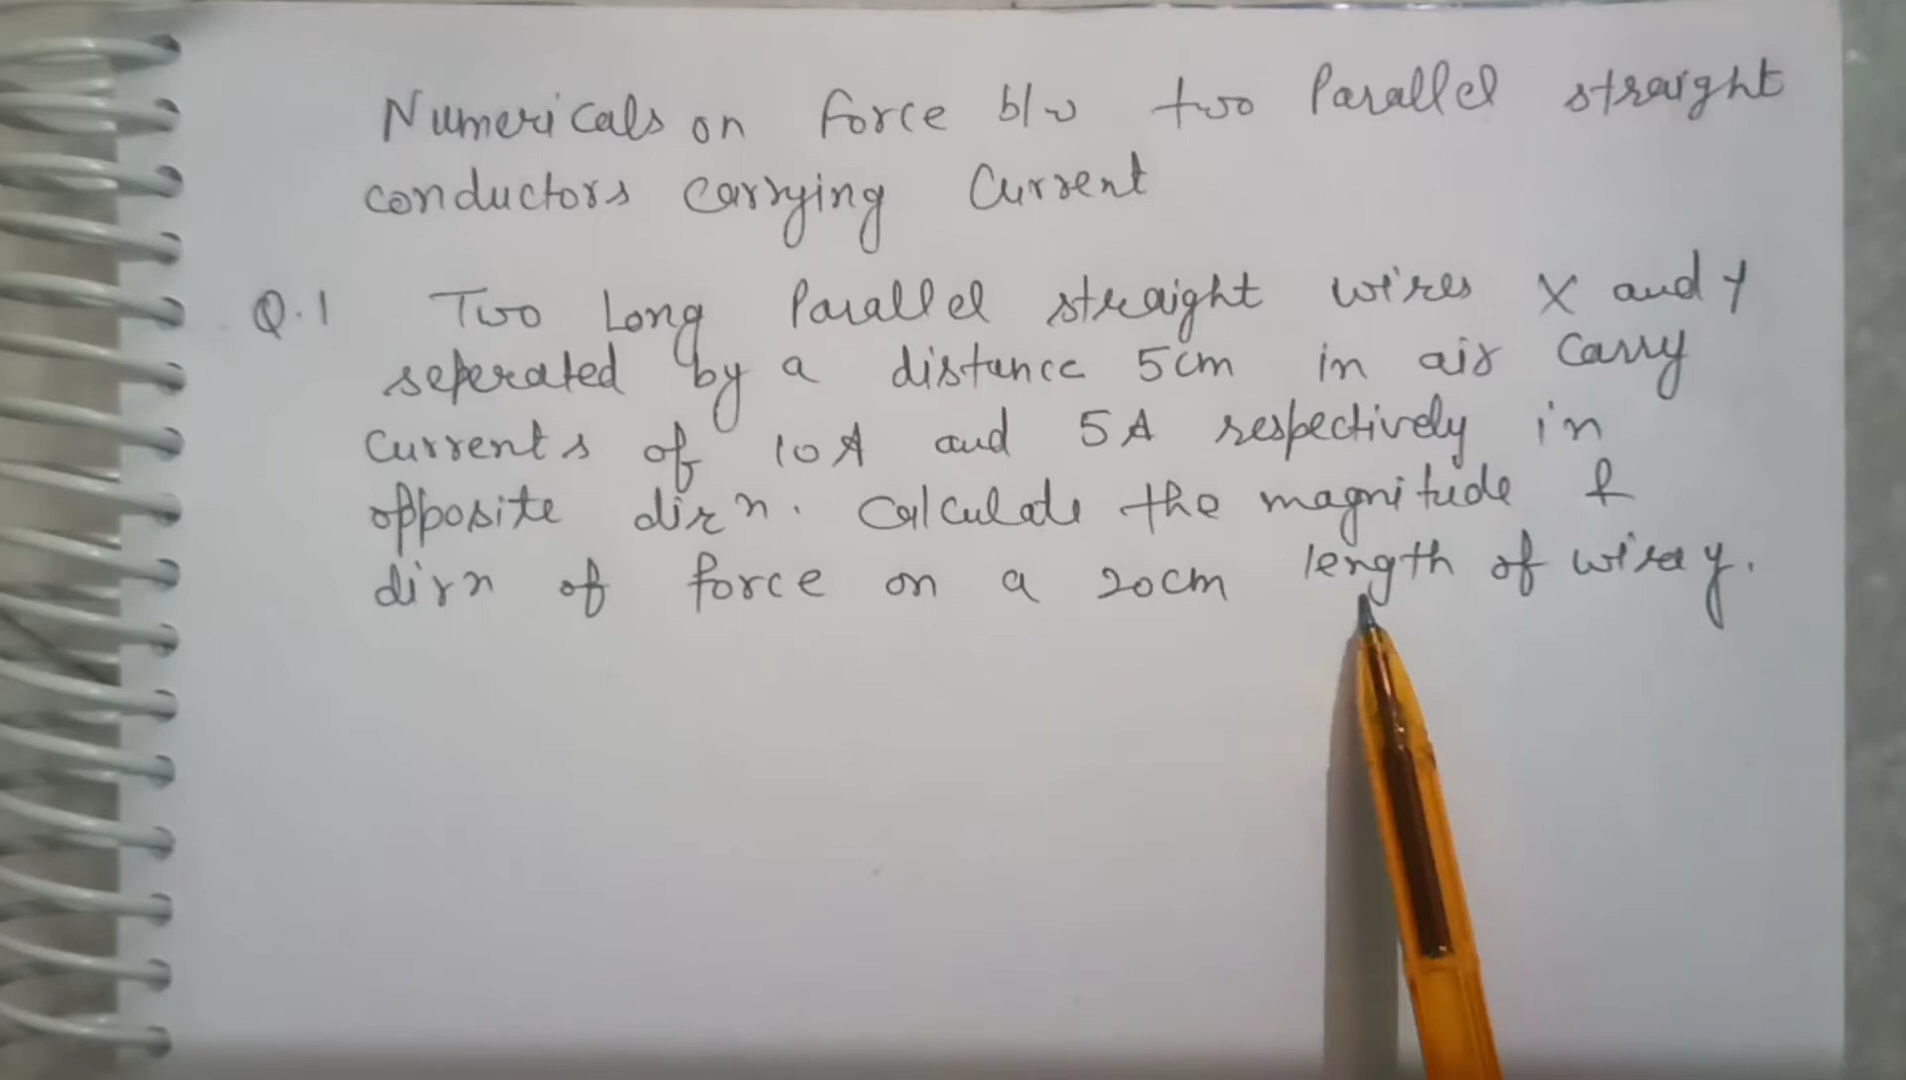 Numericals on force b/w two Parallel straight
conductors carrying Current
Q.1 Two Long Parallel straight wires X and Y
seperated by a distance 5cm in air carry
currents of 10A and 5A respectively in
opposite dirn. Calculate the magnitude &
dirn of force on a 20cm length of wire y.